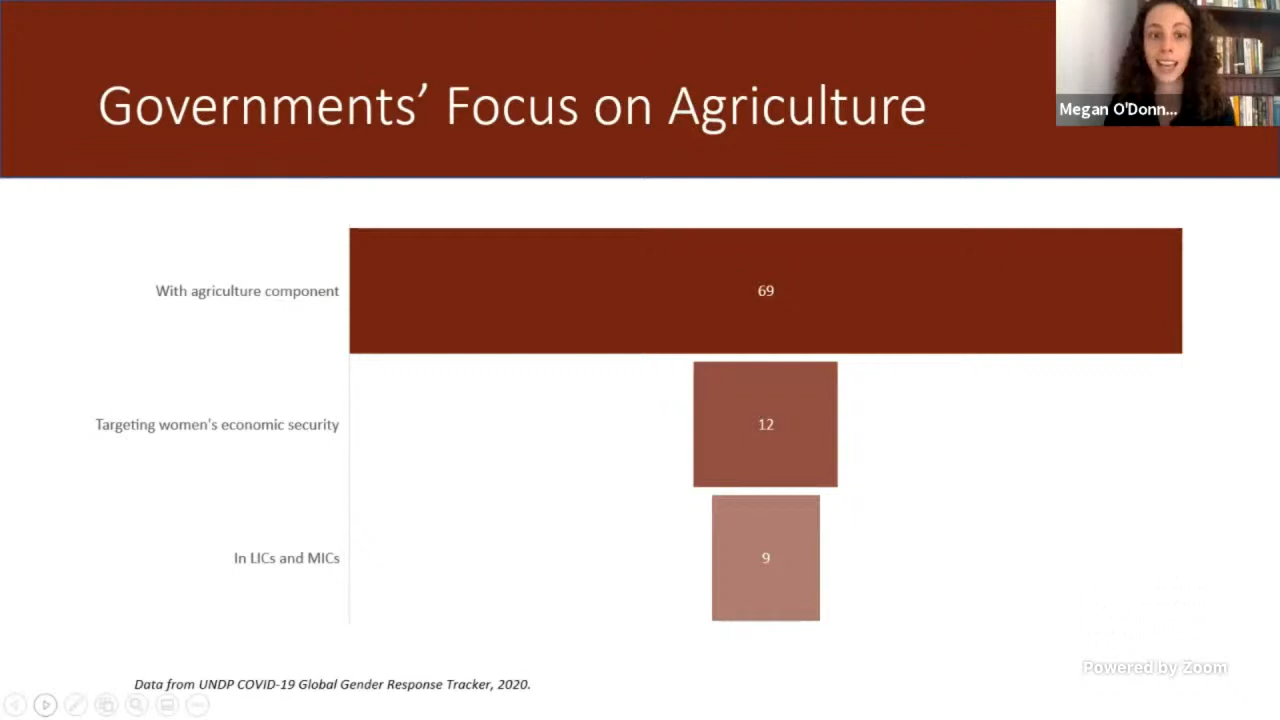 Governments’ Focus on Agriculture
Megan O'Donn...
With agriculture component
69
Targeting women's economic security
12
In LICs and MICs
9
Data from UNDP COVID-19 Global Gender Response Tracker, 2020.
Powered by Zoom